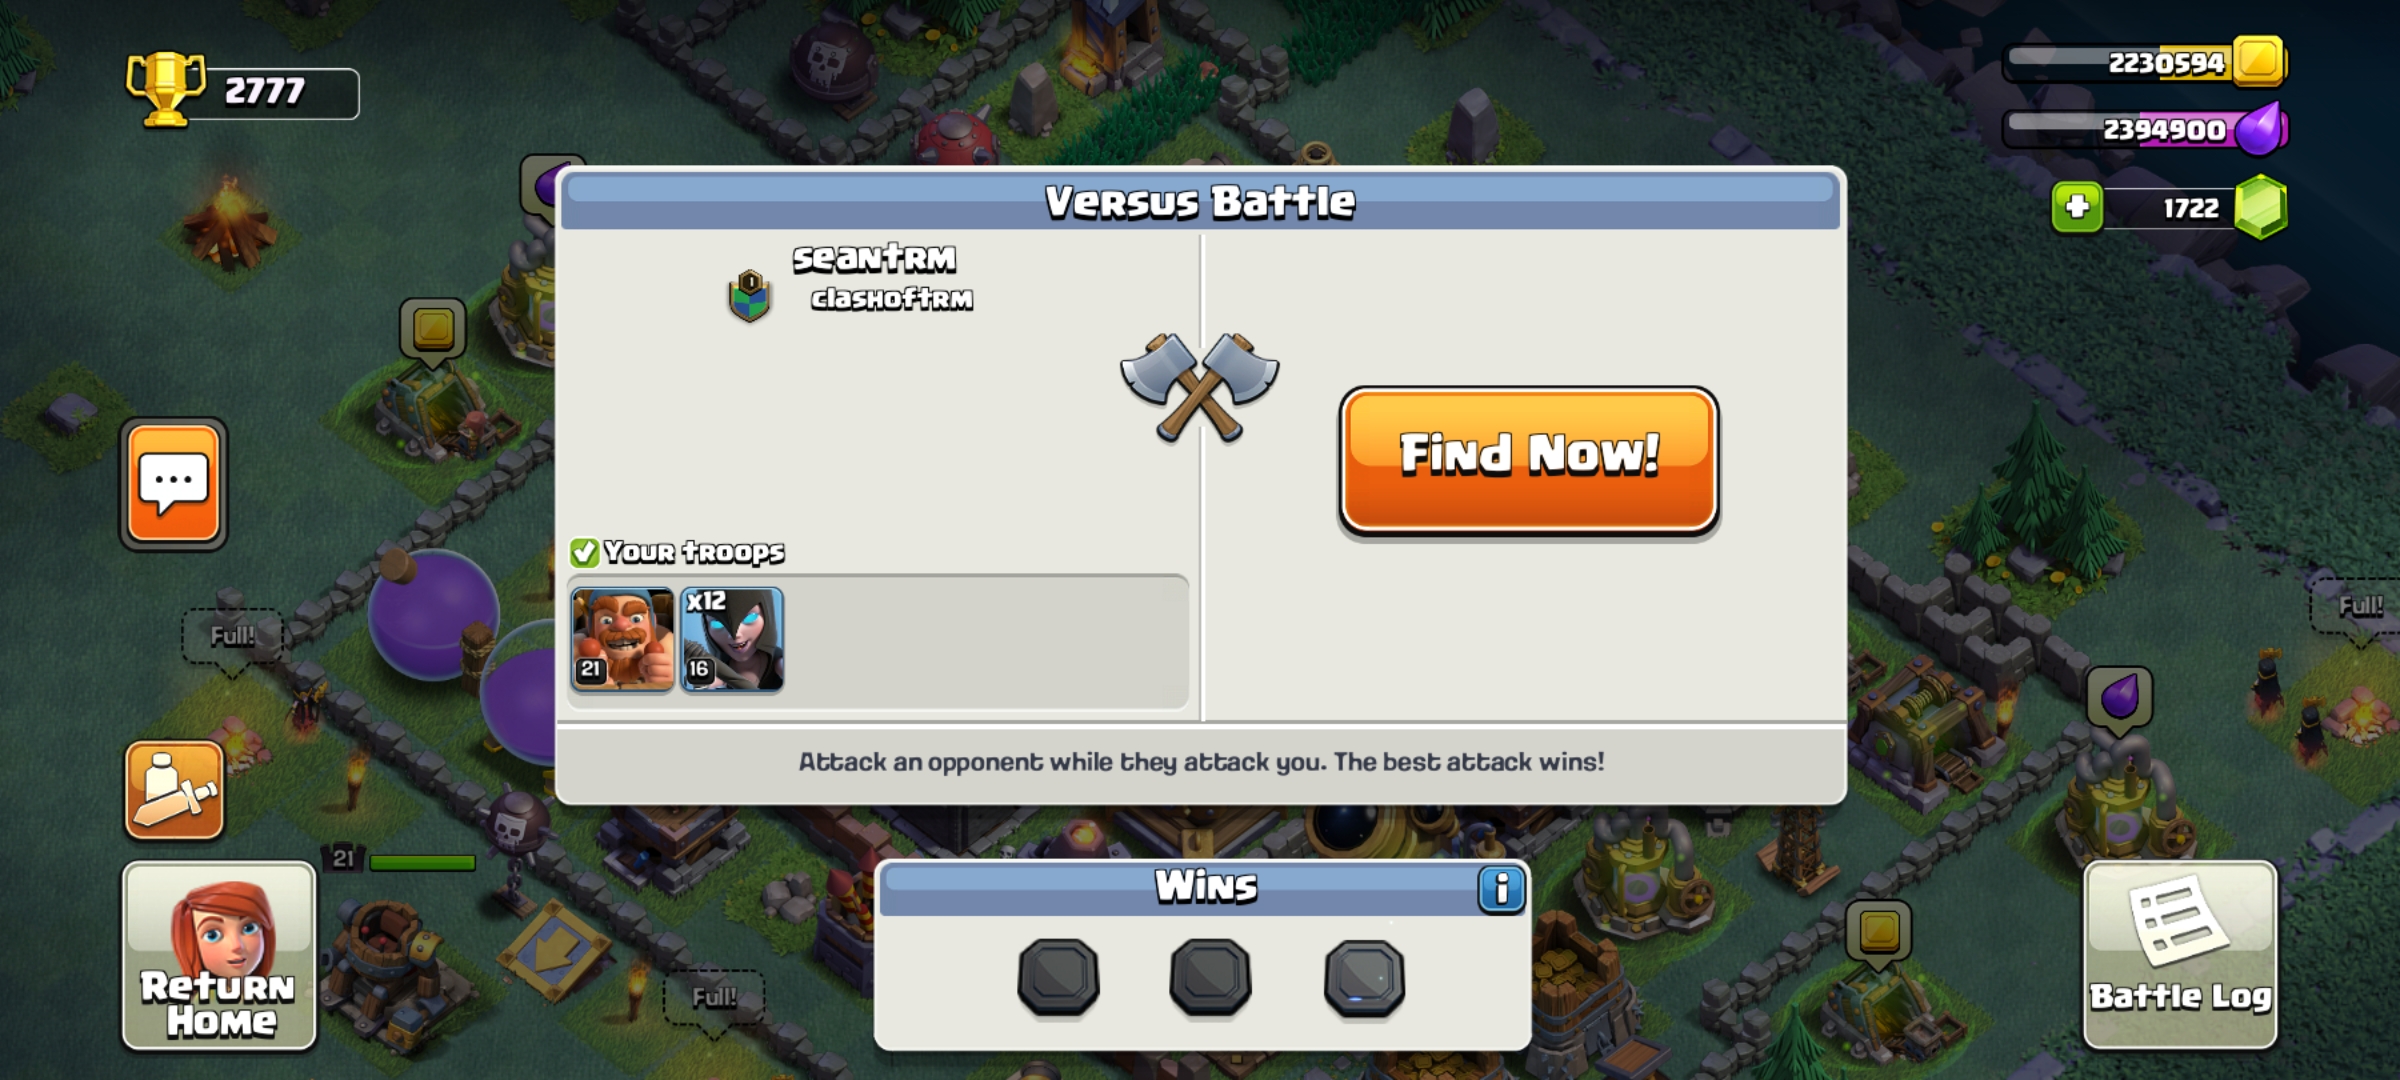 2777
2230594
2394900
1722
Versus Battle
seantrm
1
clashoftrm
Find Now!
Your troops
21
x12
16
Attack an opponent while they attack you. The best attack wins!
Full!
Full!
21
Wins
i
Return
Home
Full!
Battle Log